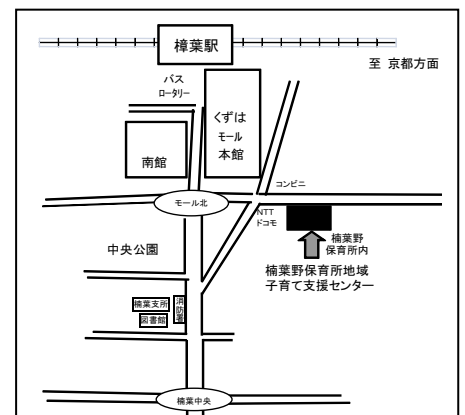 樟葉駅
至 京都方面
バス
ロータリー
くずは
モール
本館
南館
コンビニ
モール北
NTT
ドコモ
楠葉野
保育所内
中央公園
楠葉野保育所地域
子育て支援センター
楠葉支所
消防署
図書館
楠葉中央